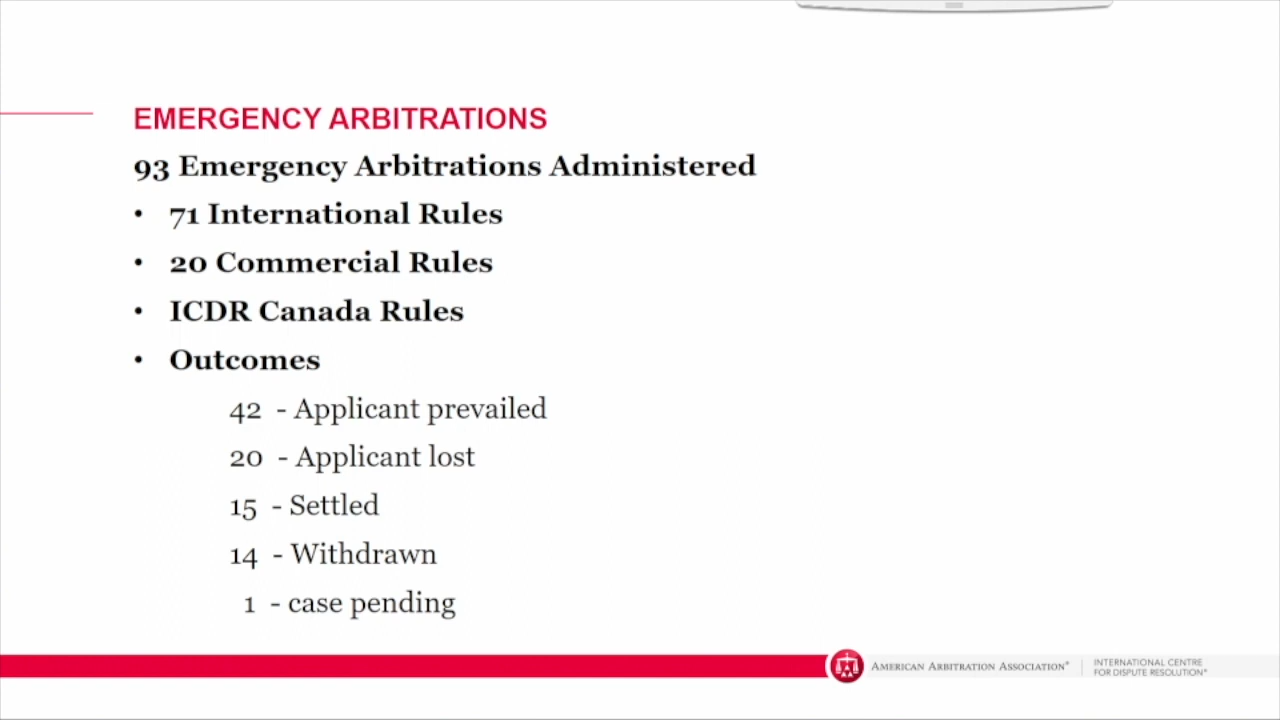 EMERGENCY ARBITRATIONS
93 Emergency Arbitrations Administered
• 71 International Rules
• 20 Commercial Rules
• ICDR Canada Rules
• Outcomes
42 - Applicant prevailed
20 - Applicant lost
15 - Settled
14 - Withdrawn
1 - case pending
AMERICAN ARBITRATION ASSOCIATION®
INTERNATIONAL CENTRE
FOR DISPUTE RESOLUTION®